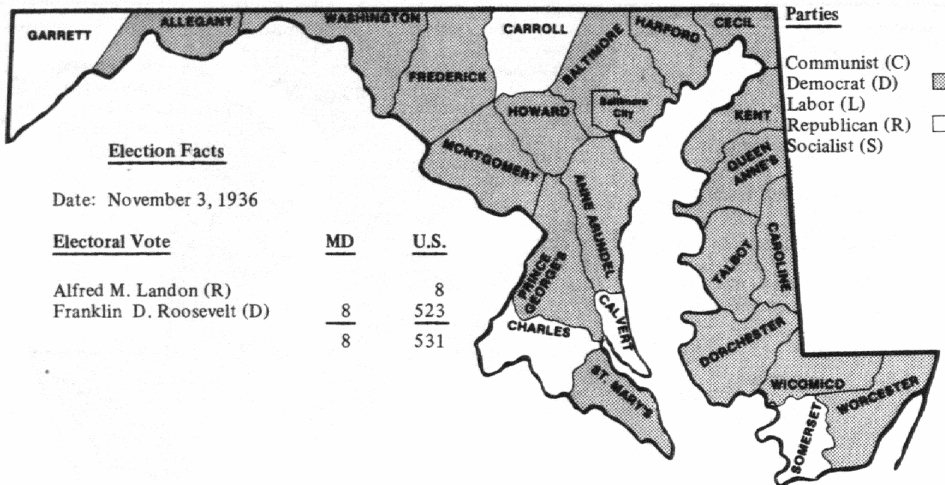 GARRETT
ALLEGANY
WASHINGTON
FREDERICK
CARROLL
BALTIMORE
HARFORD
CECIL
Baltimore
City
HOWARD
MONTGOMERY
KENT
QUEEN
ANNE'S
ANNE ARUNDEL
PRINCE
GEORGE'S
TALBOT
CAROLINE
CHARLES
CALVERT
ST. MARY'S
DORCHESTER
WICOMICO
WORCESTER
SOMERSET
Parties
Communist (C)
Democrat (D)
Labor (L)
Republican (R)
Socialist (S)
Election Facts
Date: November 3, 1936
Electoral Vote MD U.S.
Alfred M. Landon (R) 8
Franklin D. Roosevelt (D) 8 523
8 531